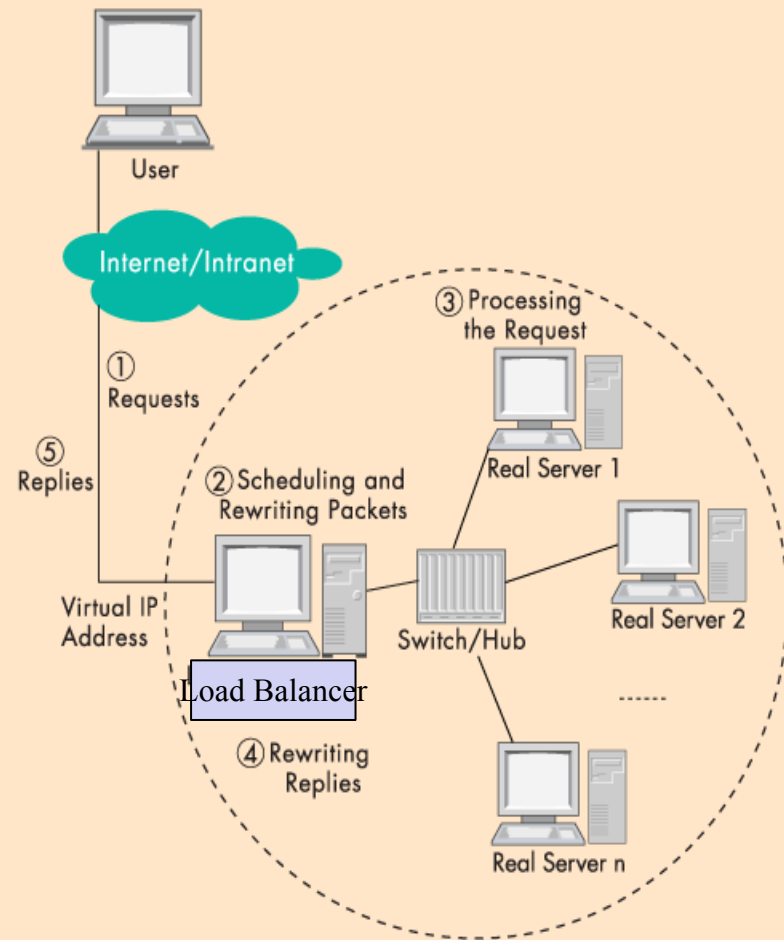 User
Internet/Intranet
③ Processing
the Request
① 
Requests
Real Server 1
⑤
Replies
② Scheduling and
Rewriting Packets
Virtual IP
Address
Switch/Hub
Real Server 2
Load Balancer
------
④ Rewriting
Replies
Real Server n